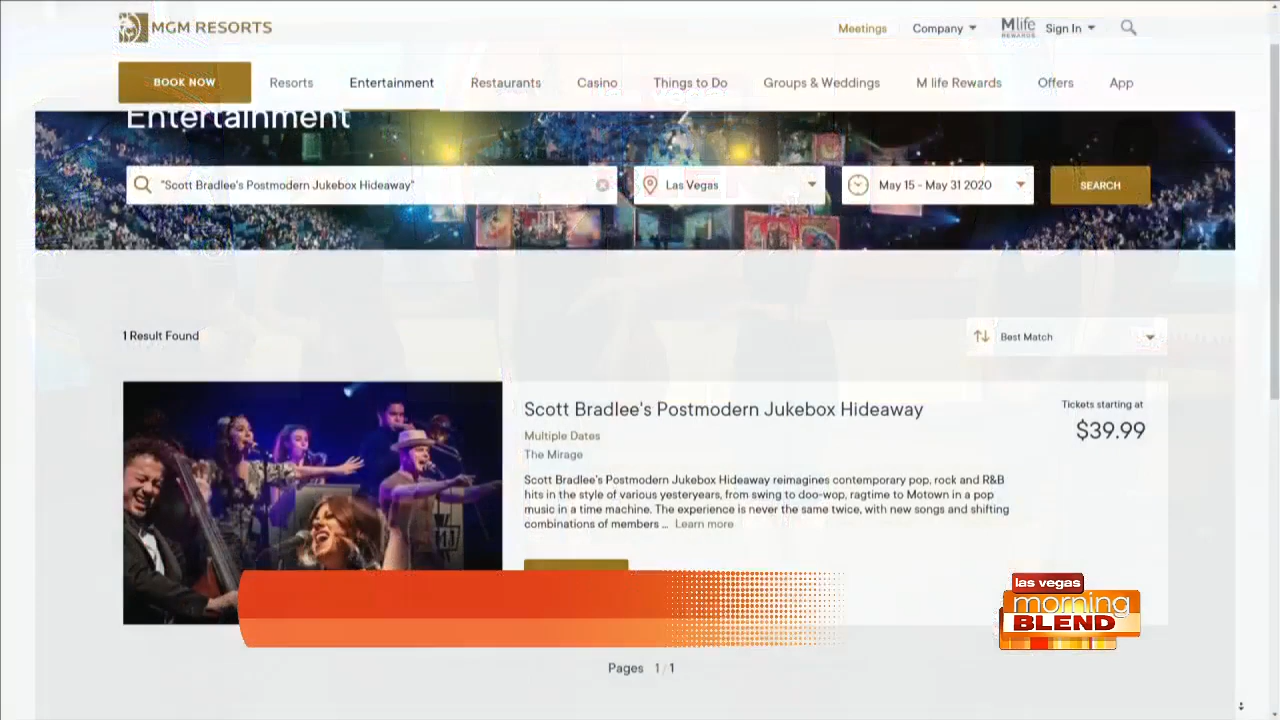 MGM RESORTS
Meetings
Company
Mlife
REWARDS
Sign In
BOOK NOW
Resorts
Entertainment
Restaurants
Casino
Things to Do
Groups & Weddings
M life Rewards
Offers
App
Entertainment
"Scott Bradlee's Postmodern Jukebox Hideaway"
Las Vegas
May 15 - May 31 2020
SEARCH
1 Result Found
Best Match
Scott Bradlee's Postmodern Jukebox Hideaway
Tickets starting at
$39.99
Multiple Dates
The Mirage
Scott Bradlee's Postmodern Jukebox Hideaway reimagines contemporary pop, rock and R&B
hits in the style of various yesteryears, from swing to doo-wop, ragtime to Motown in a pop
music in a time machine. The experience is never the same twice, with new songs and shifting
combinations of members ... Learn more
las vegas
morning
BLEND
Pages 1 / 1